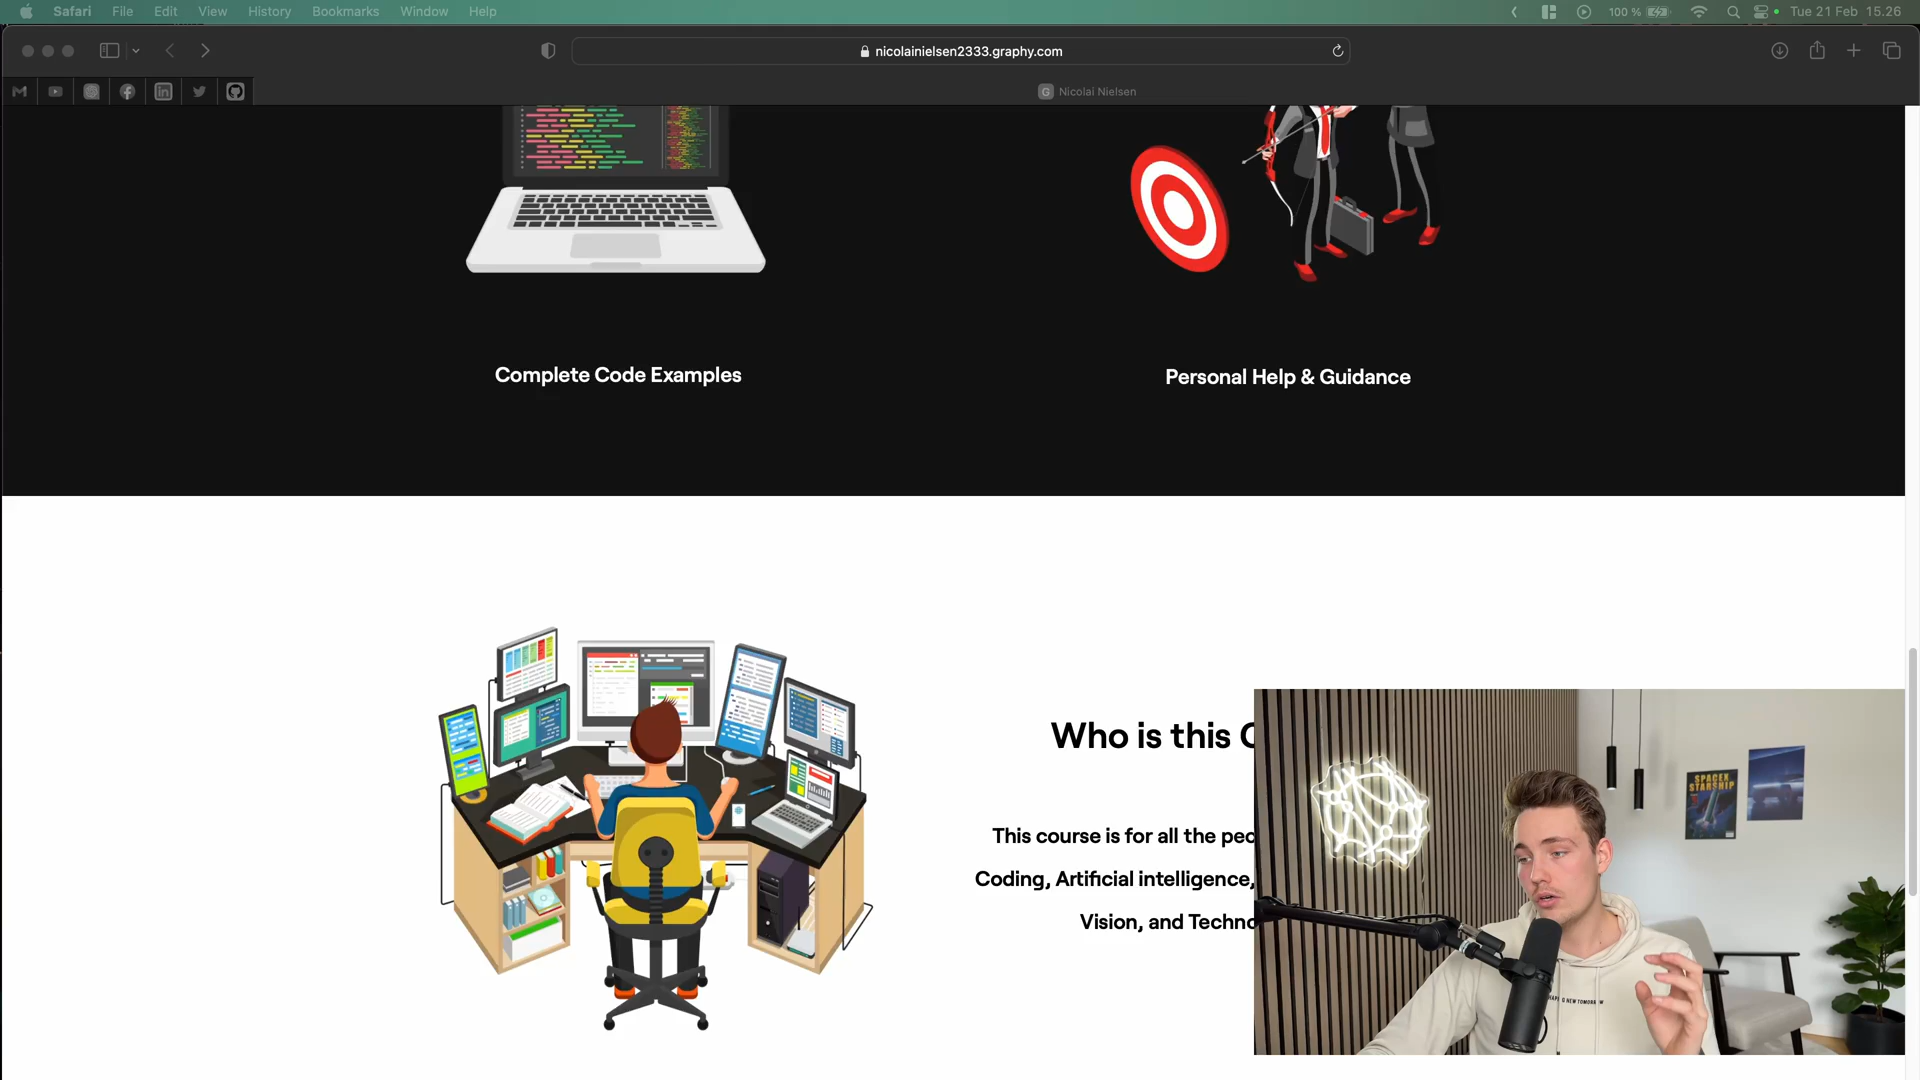 Safari File Edit View History Bookmarks Window Help
100 % Tue 21 Feb 15.26
nicolainielsen2333.graphy.com
G Nicolai Nielsen
Complete Code Examples
Personal Help & Guidance
Who is this
This course is for all the
Coding, Artificial intelligence,
Vision, and
SPACEX
STARSHIP